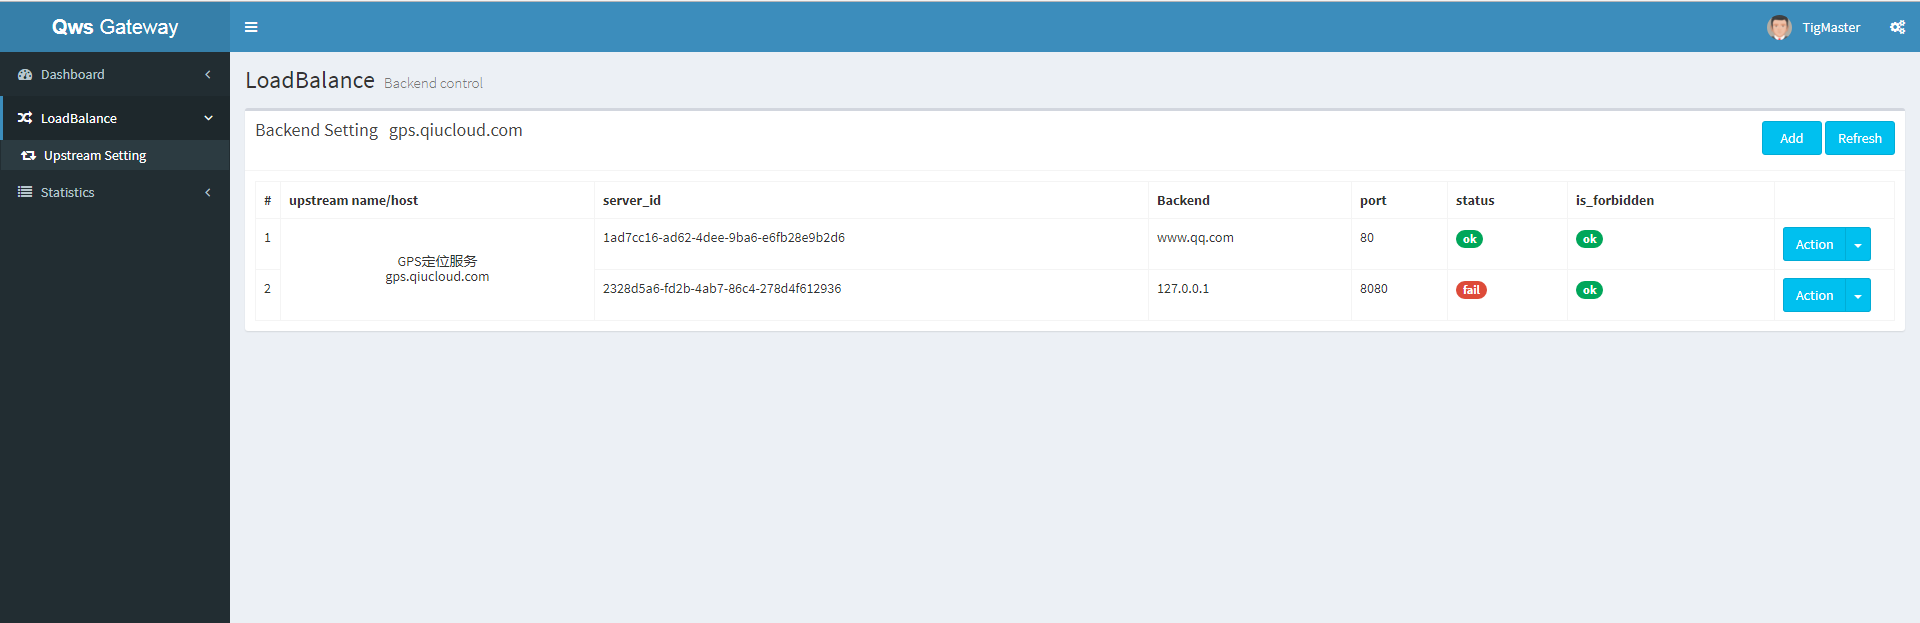 Qws Gateway
TigMaster
Dashboard
LoadBalance
Upstream Setting
Statistics
LoadBalance Backend control
Backend Setting gps.qiucloud.com
Add Refresh
# upstream name/host server_id Backend port status is_forbidden
1 1ad7cc16-ad62-4dee-9ba6-e6fb28e9b2d6 www.qq.com 80 ok ok Action
GPS定位服务
gps.qiucloud.com
2 2328d5a6-fd2b-4ab7-86c4-278d4f612936 127.0.0.1 8080 fail ok Action